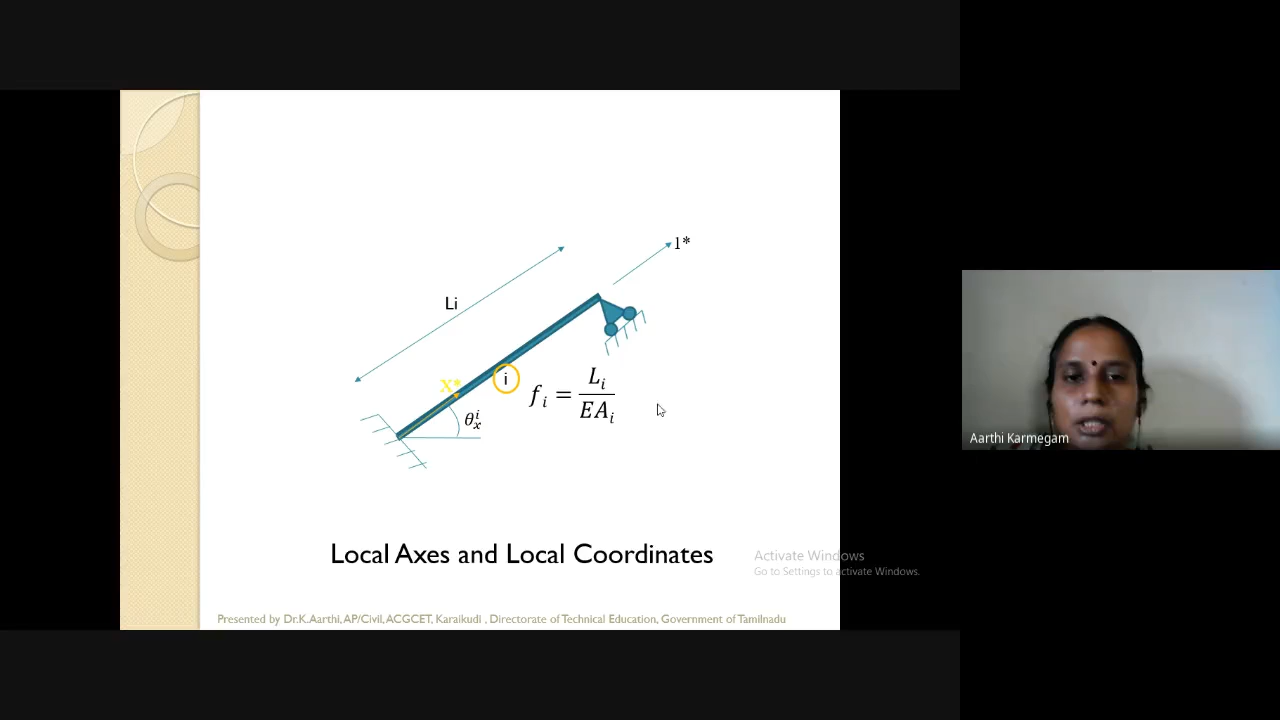 1*
Li
X*
i
f_i = L_i / EA_i
θ_x^i
Local Axes and Local Coordinates
Activate Windows
Go to Settings to activate Windows.
Presented by Dr.K.Aarthi, AP/Civil, ACGCET, Karaikudi , Directorate of Technical Education, Government of Tamilnadu
Aarthi Karmegam